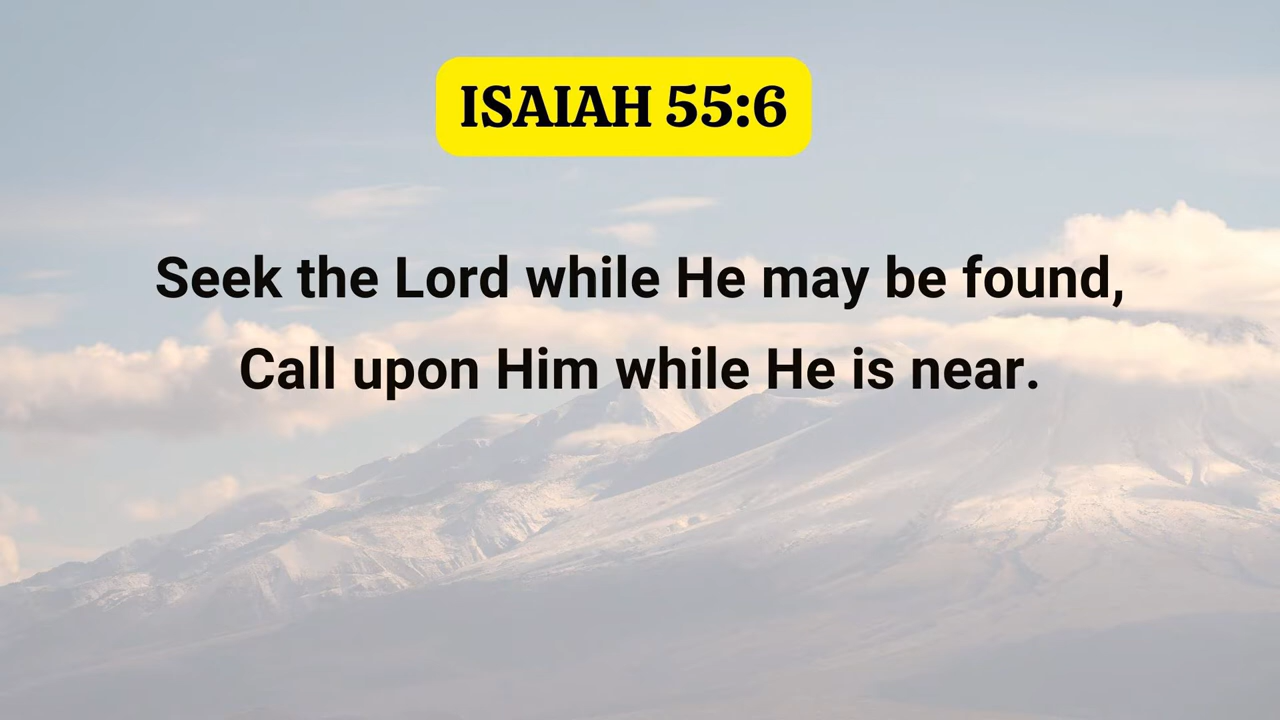 ISAIAH 55:6
Seek the Lord while He may be found,
Call upon Him while He is near.